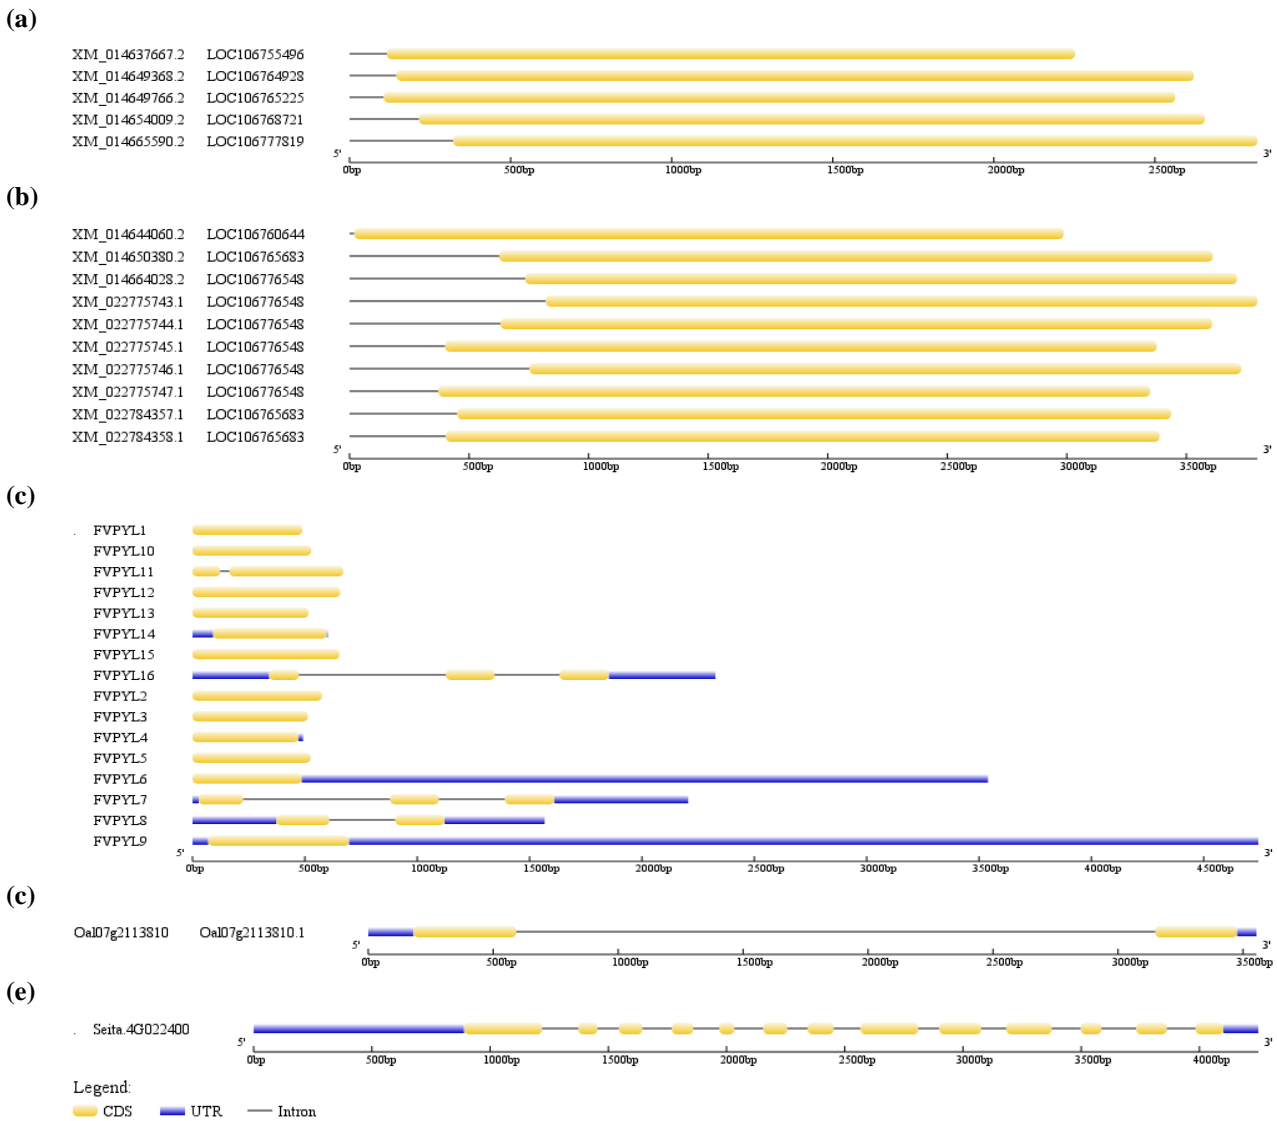 (a)
XM_014637667.2 LOC106755496
XM_014649368.2 LOC106764928
XM_014649766.2 LOC106765225
XM_014654009.2 LOC106768721
XM_014665590.2 LOC106777819
5' 3'
0bp 500bp 1000bp 1500bp 2000bp 2500bp
(b)
XM_014644060.2 LOC106760644
XM_014650380.2 LOC106765683
XM_014664028.2 LOC106776548
XM_022775743.1 LOC106776548
XM_022775744.1 LOC106776548
XM_022775745.1 LOC106776548
XM_022775746.1 LOC106776548
XM_022775747.1 LOC106776548
XM_022784357.1 LOC106765683
XM_022784358.1 LOC106765683
5' 3'
0bp 500bp 1000bp 1500bp 2000bp 2500bp 3000bp 3500bp
(c)
. FVPYL1
FVPYL10
FVPYL11
FVPYL12
FVPYL13
FVPYL14
FVPYL15
FVPYL16
FVPYL2
FVPYL3
FVPYL4
FVPYL5
FVPYL6
FVPYL7
FVPYL8
FVPYL9
5' 3'
0bp 500bp 1000bp 1500bp 2000bp 2500bp 3000bp 3500bp 4000bp 4500bp
(c)
Oal07g2113810 Oal07g2113810.1
5' 3'
0bp 500bp 1000bp 1500bp 2000bp 2500bp 3000bp 3500bp
(e)
. Seita.4G022400
5' 3'
0bp 500bp 1000bp 1500bp 2000bp 2500bp 3000bp 3500bp 4000bp
Legend:
CDS UTR Intron